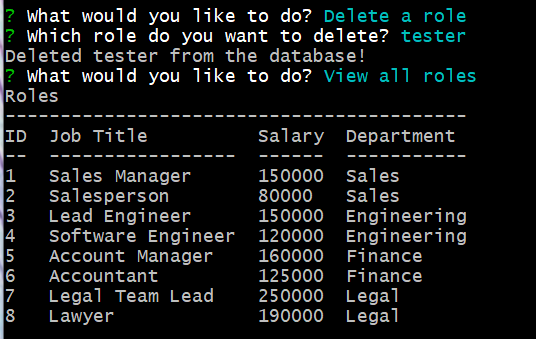 ? What would you like to do? Delete a role
? Which role do you want to delete? tester
Deleted tester from the database!
? What would you like to do? View all roles
Roles
------------------------------------------
ID  Job Title          Salary  Department
--  -----------------  ------  -----------
1   Sales Manager      150000  Sales
2   Salesperson        80000   Sales
3   Lead Engineer      150000  Engineering
4   Software Engineer  120000  Engineering
5   Account Manager    160000  Finance
6   Accountant         125000  Finance
7   Legal Team Lead    250000  Legal
8   Lawyer             190000  Legal